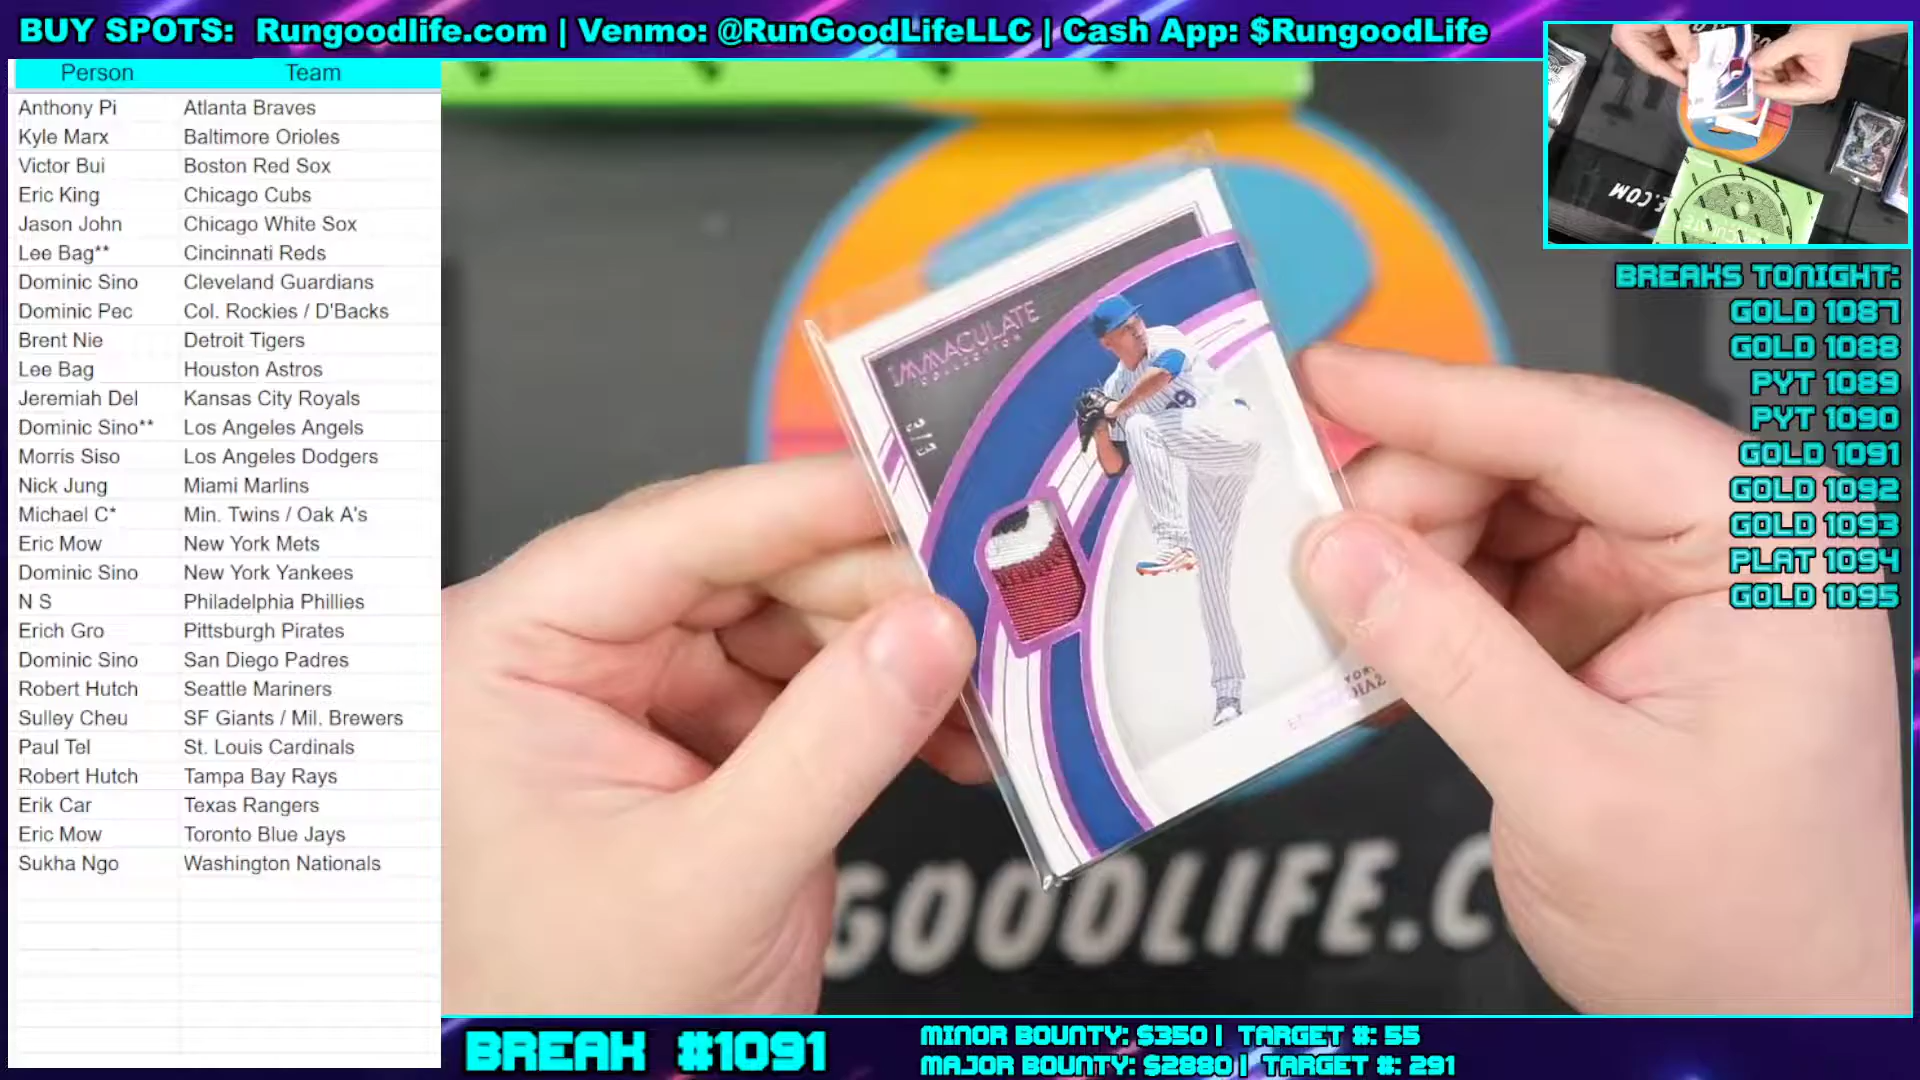 BUY SPOTS: Rungoodlife.com | Venmo: @RunGoodLifeLLC | Cash App: $RungoodLife
Person Team
Anthony Pi Atlanta Braves
Kyle Marx Baltimore Orioles
Victor Bui Boston Red Sox
Eric King Chicago Cubs
Jason John Chicago White Sox
Lee Bag** Cincinnati Reds
Dominic Sino Cleveland Guardians
Dominic Pec Col. Rockies / D'Backs
Brent Nie Detroit Tigers
Lee Bag Houston Astros
Jeremiah Del Kansas City Royals
Dominic Sino** Los Angeles Angels
Morris Siso Los Angeles Dodgers
Nick Jung Miami Marlins
Michael C* Min. Twins / Oak A's
Eric Mow New York Mets
Dominic Sino New York Yankees
N S Philadelphia Phillies
Erich Gro Pittsburgh Pirates
Dominic Sino San Diego Padres
Robert Hutch Seattle Mariners
Sulley Cheu SF Giants / Mil. Brewers
Paul Tel St. Louis Cardinals
Robert Hutch Tampa Bay Rays
Erik Car Texas Rangers
Eric Mow Toronto Blue Jays
Sukha Ngo Washington Nationals
IMMACULATE
COLLECTION
GOODLIFE.C
E.COM
BREAKS TONIGHT:
GOLD 1087
GOLD 1088
PYT 1089
PYT 1090
GOLD 1091
GOLD 1092
GOLD 1093
PLAT 1094
GOLD 1095
BREAK #1091
MINOR BOUNTY: $350 | TARGET #: 55
MAJOR BOUNTY: $2880 | TARGET #: 291